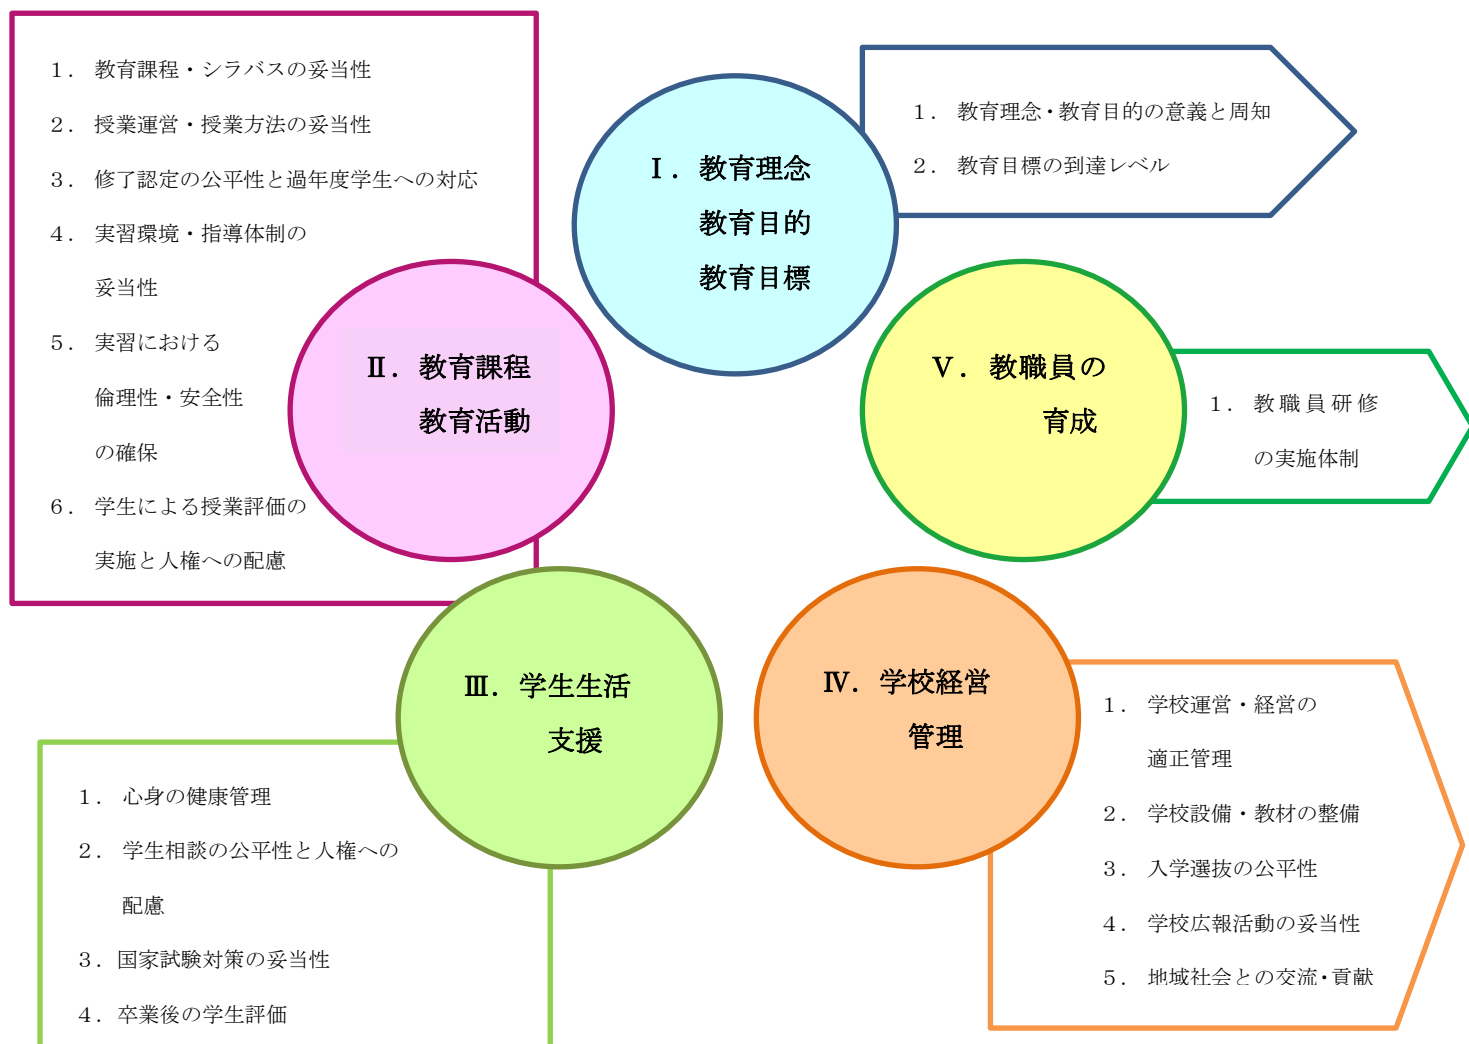 Ⅰ．教育理念
教育目的
教育目標
１．教育理念・教育目的の意義と周知
２．教育目標の到達レベル
Ⅱ．教育課程
教育活動
１．教育課程・シラバスの妥当性
２．授業運営・授業方法の妥当性
３．修了認定の公平性と過年度学生への対応
４．実習環境・指導体制の
妥当性
５．実習における
倫理性・安全性
の確保
６．学生による授業評価の
実施と人権への配慮
Ⅲ．学生生活
支援
１．心身の健康管理
２．学生相談の公平性と人権への
配慮
３．国家試験対策の妥当性
４．卒業後の学生評価
Ⅳ．学校経営
管理
１．学校運営・経営の
適正管理
２．学校設備・教材の整備
３．入学選抜の公平性
４．学校広報活動の妥当性
５．地域社会との交流・貢献
Ⅴ．教職員の
育成
１．教職員研修
の実施体制